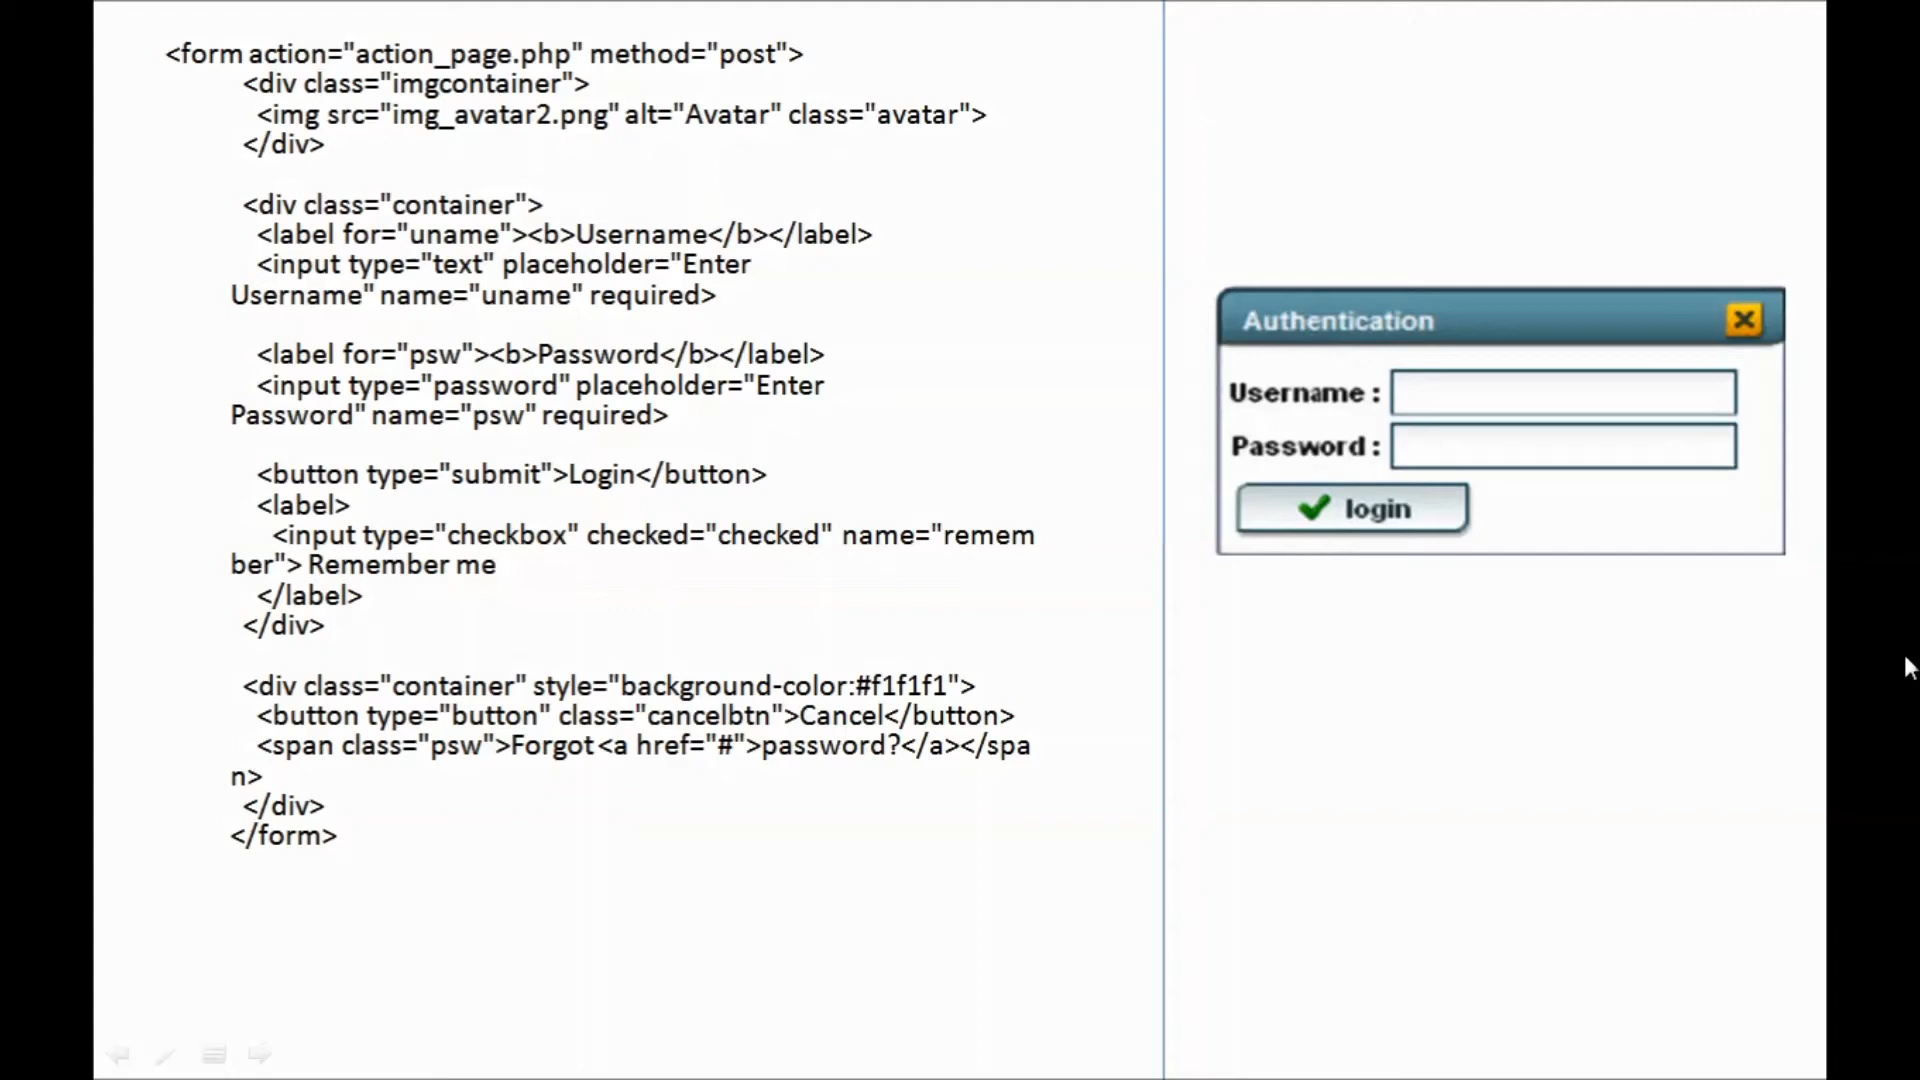 <form action="action_page.php" method="post">
<div class="imgcontainer">
<img src="img_avatar2.png" alt="Avatar" class="avatar">
</div>
<div class="container">
<label for="uname"><b>Username</b></label>
<input type="text" placeholder="Enter
Username" name="uname" required>
<label for="psw"><b>Password</b></label>
<input type="password" placeholder="Enter
Password" name="psw" required>
<button type="submit">Login</button>
<label>
<input type="checkbox" checked="checked" name="remem
ber"> Remember me
</label>
</div>
<div class="container" style="background-color:#f1f1f1">
<button type="button" class="cancelbtn">Cancel</button>
<span class="psw">Forgot <a href="#">password?</a></spa
n>
</div>
</form>
Authentication
Username :
Password :
login